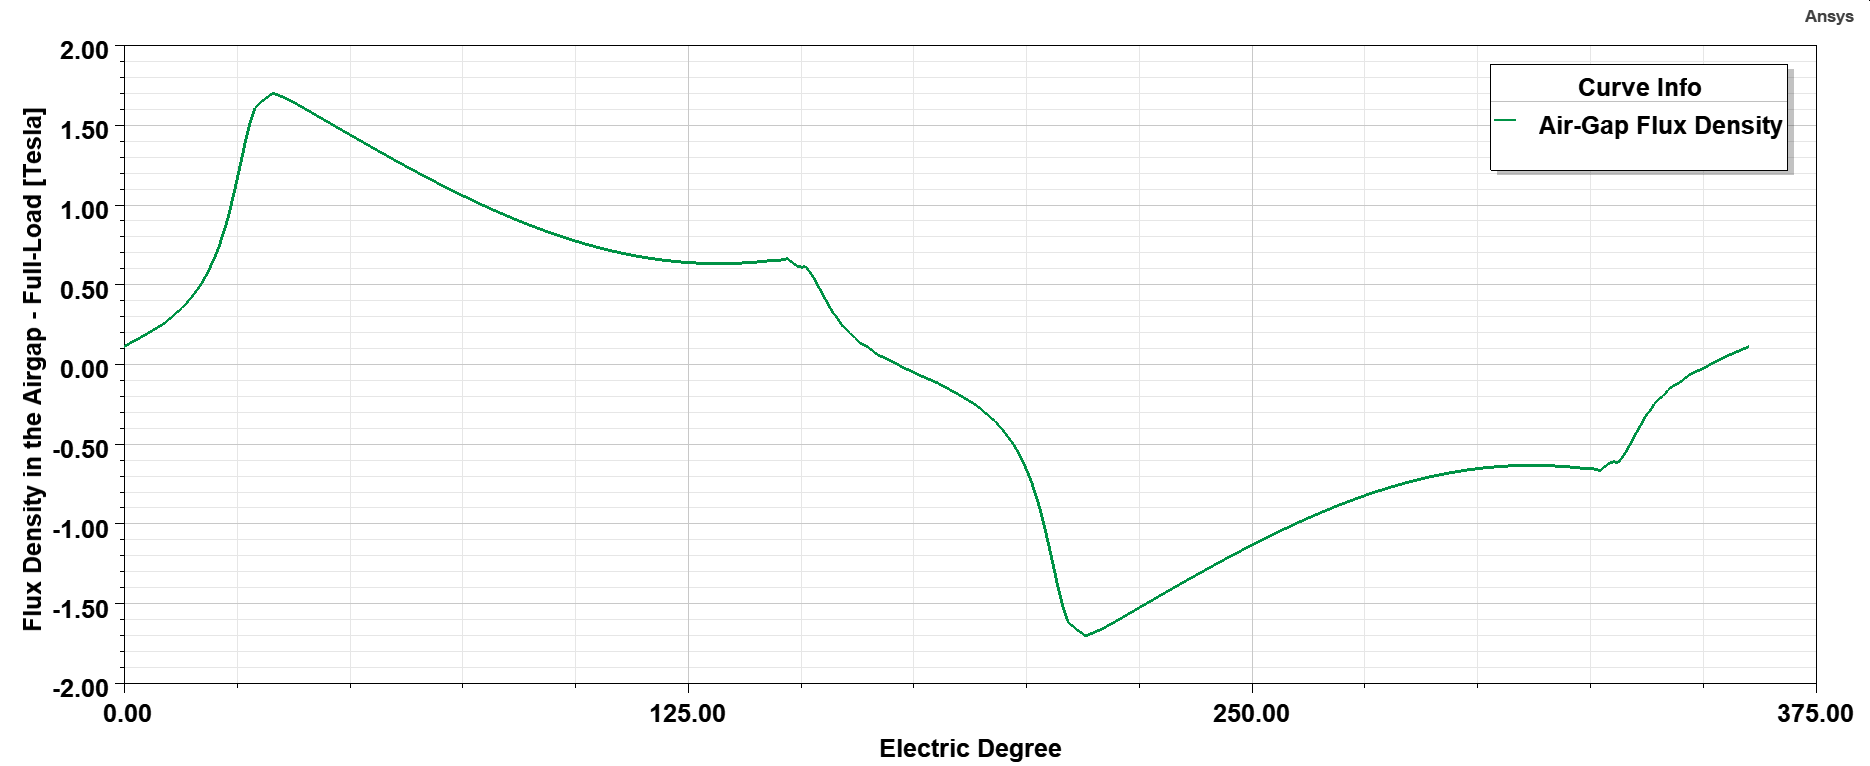 Ansys
2.00
1.50
1.00
0.50
0.00
-0.50
-1.00
-1.50
-2.00
Flux Density in the Airgap - Full-Load [Tesla]
Curve Info
Air-Gap Flux Density
0.00
125.00
250.00
375.00
Electric Degree